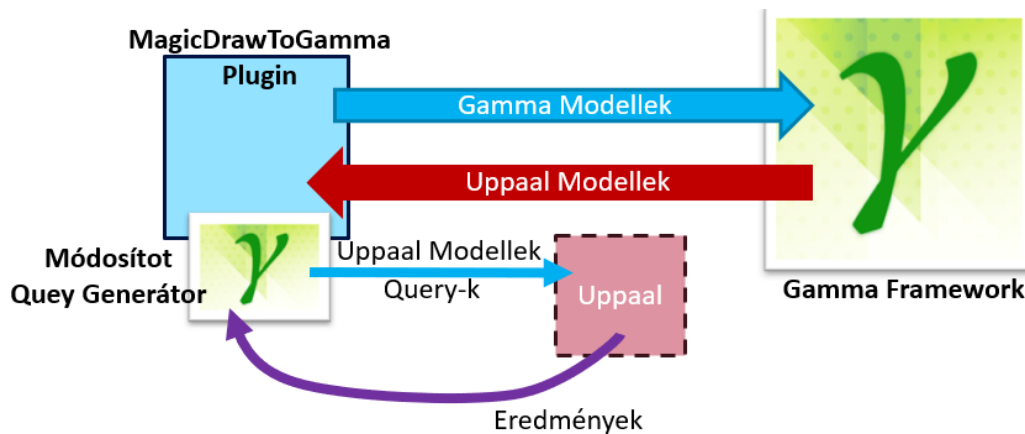 MagicDrawToGamma
Plugin
Gamma Modellek
Uppaal Modellek
Módosítot
Quey Generátor
Uppaal Modellek
Query-k
Uppaal
Gamma Framework
Eredmények